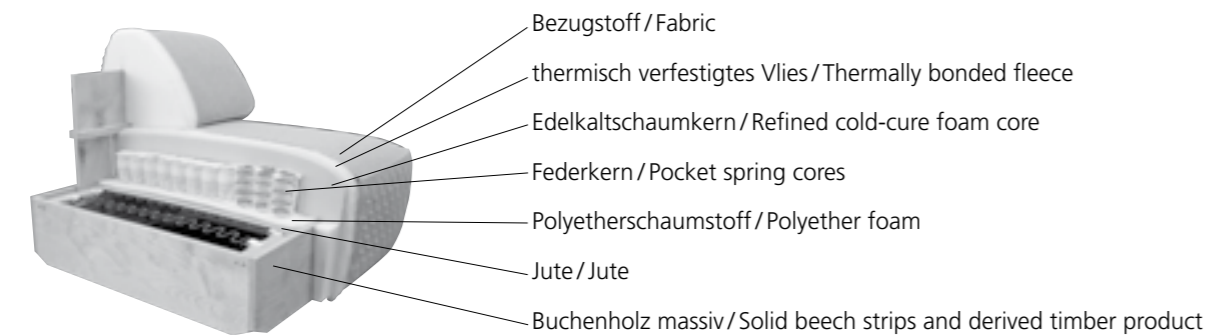 Bezugstoff / Fabric
thermisch verfestigtes Vlies / Thermally bonded fleece
Edelkaltschaumkern / Refined cold-cure foam core
Federkern / Pocket spring cores
Polyetherschaumstoff / Polyether foam
Jute / Jute
Buchenholz massiv / Solid beech strips and derived timber product